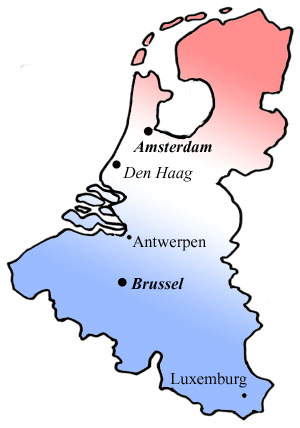 Amsterdam
Den Haag
Antwerpen
Brussel
Luxemburg